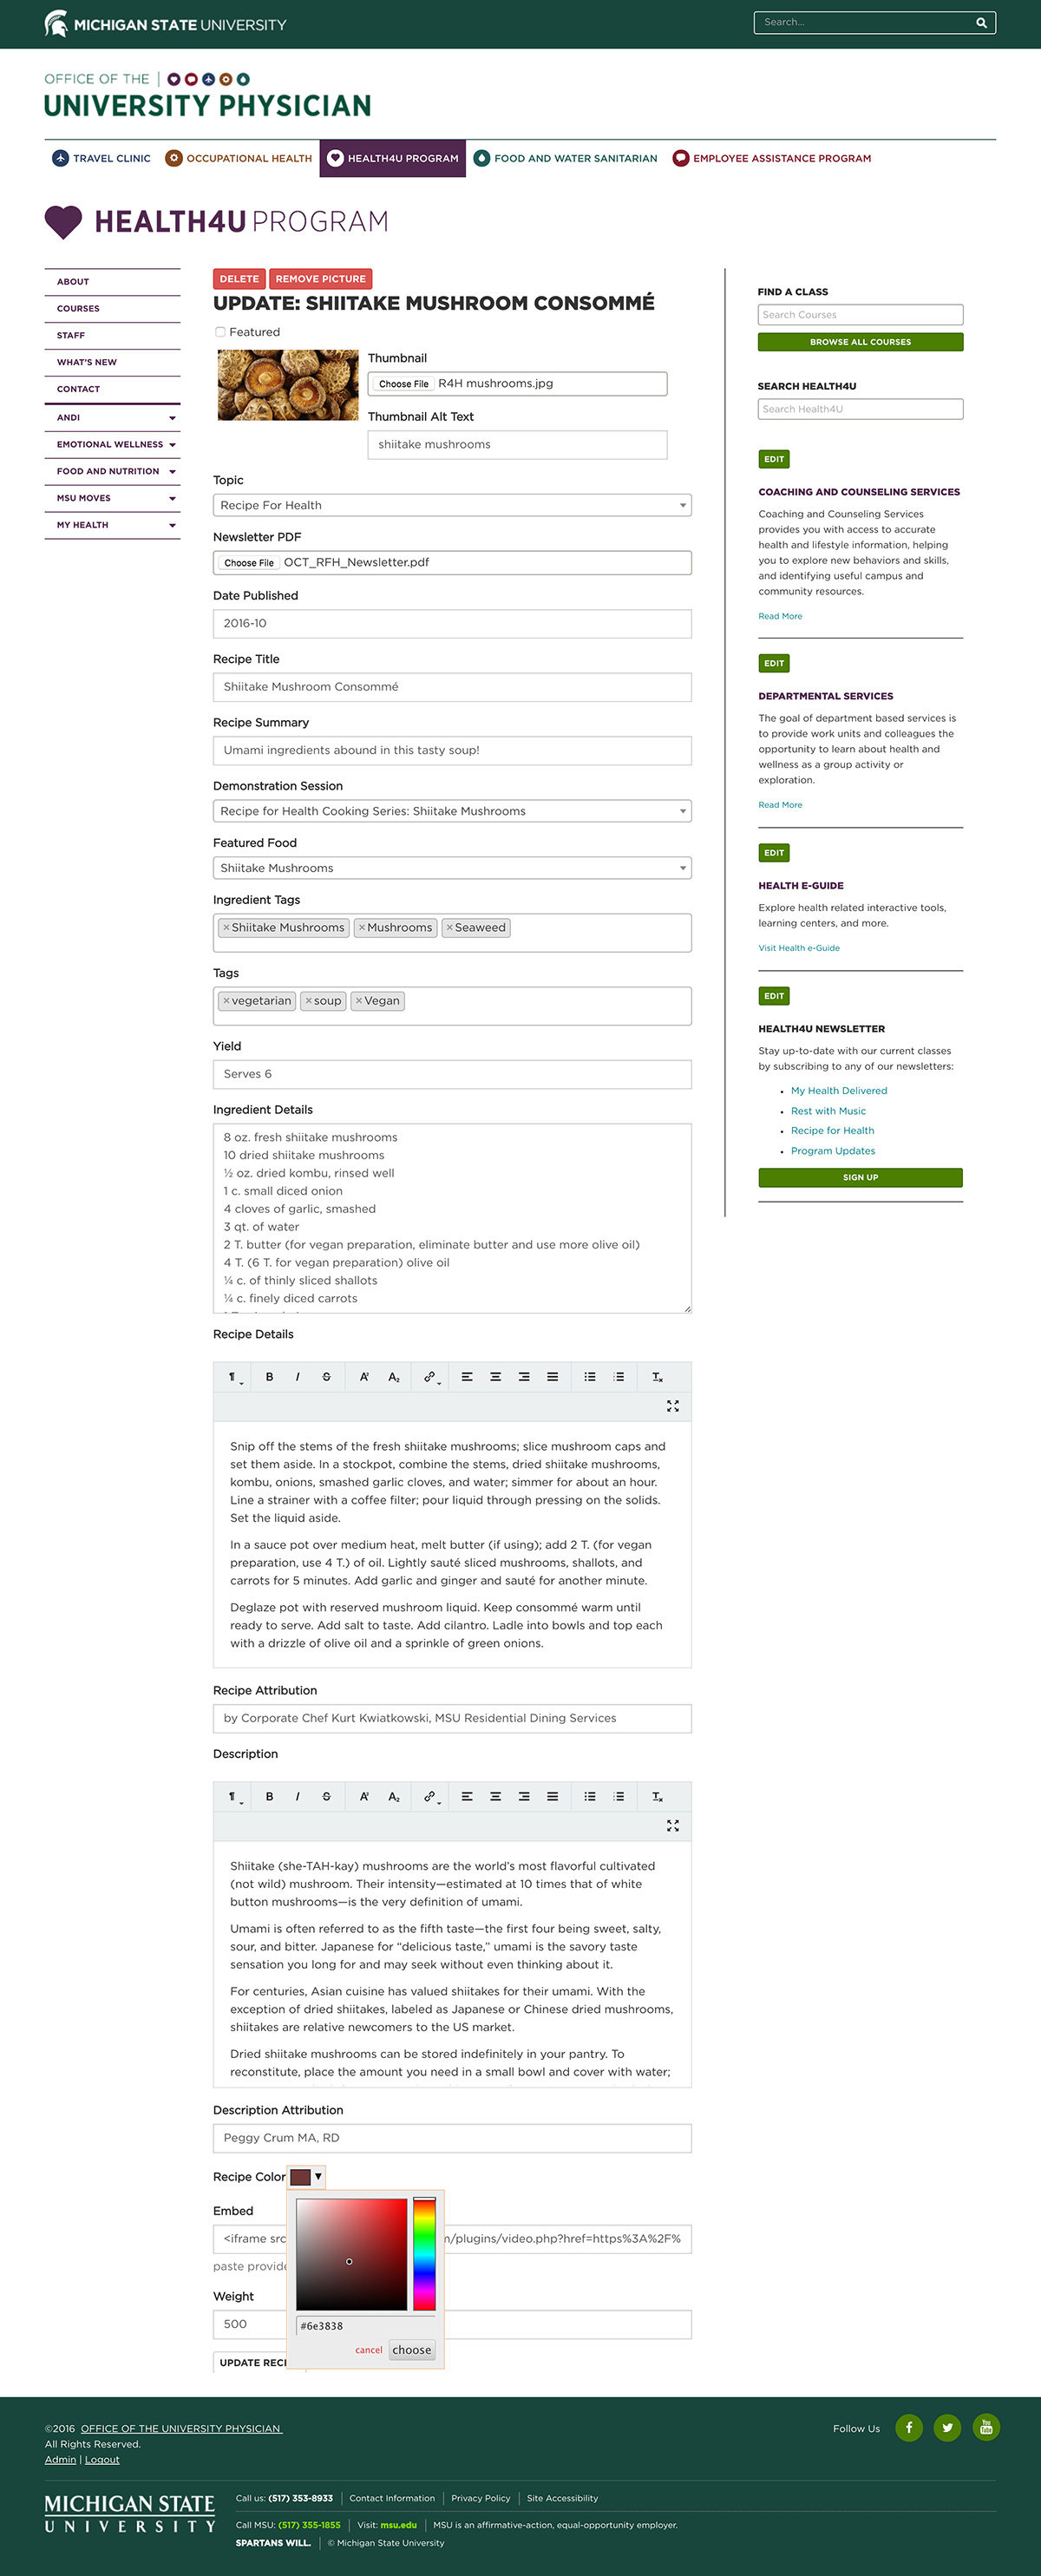 MICHIGAN STATE UNIVERSITY
Search...
OFFICE OF THE
UNIVERSITY PHYSICIAN
TRAVEL CLINIC
OCCUPATIONAL HEALTH
HEALTH4U PROGRAM
FOOD AND WATER SANITARIAN
EMPLOYEE ASSISTANCE PROGRAM
HEALTH4U PROGRAM
ABOUT
COURSES
STAFF
WHAT'S NEW
CONTACT
ANDI
EMOTIONAL WELLNESS
FOOD AND NUTRITION
MSU MOVES
MY HEALTH
DELETE
REMOVE PICTURE
UPDATE: SHIITAKE MUSHROOM CONSOMMÉ
Featured
Thumbnail
Choose File R4H mushrooms.jpg
Thumbnail Alt Text
shiitake mushrooms
Topic
Recipe For Health
Newsletter PDF
Choose File OCT_RFH_Newsletter.pdf
Date Published
2016-10
Recipe Title
Shiitake Mushroom Consommé
Recipe Summary
Umami ingredients abound in this tasty soup!
Demonstration Session
Recipe for Health Cooking Series: Shiitake Mushrooms
Featured Food
Shiitake Mushrooms
Ingredient Tags
×Shiitake Mushrooms ×Mushrooms ×Seaweed
Tags
×vegetarian ×soup ×Vegan
Yield
Serves 6
Ingredient Details
8 oz. fresh shiitake mushrooms
10 dried shiitake mushrooms
½ oz. dried kombu, rinsed well
1 c. small diced onion
4 cloves of garlic, smashed
3 qt. of water
2 T. butter (for vegan preparation, eliminate butter and use more olive oil)
4 T. (6 T. for vegan preparation) olive oil
¼ c. of thinly sliced shallots
¼ c. finely diced carrots
Recipe Details
Snip off the stems of the fresh shiitake mushrooms; slice mushroom caps and
set them aside. In a stockpot, combine the stems, dried shiitake mushrooms,
kombu, onions, smashed garlic cloves, and water; simmer for about an hour.
Line a strainer with a coffee filter; pour liquid through pressing on the solids.
Set the liquid aside.
In a sauce pot over medium heat, melt butter (if using); add 2 T. (for vegan
preparation, use 4 T.) of oil. Lightly sauté sliced mushrooms, shallots, and
carrots for 5 minutes. Add garlic and ginger and sauté for another minute.
Deglaze pot with reserved mushroom liquid. Keep consommé warm until
ready to serve. Add salt to taste. Add cilantro. Ladle into bowls and top each
with a drizzle of olive oil and a sprinkle of green onions.
Recipe Attribution
by Corporate Chef Kurt Kwiatkowski, MSU Residential Dining Services
Description
Shiitake (she-TAH-kay) mushrooms are the world's most flavorful cultivated
(not wild) mushroom. Their intensity—estimated at 10 times that of white
button mushrooms—is the very definition of umami.
Umami is often referred to as the fifth taste—the first four being sweet, salty,
sour, and bitter. Japanese for “delicious taste,” umami is the savory taste
sensation you long for and may seek without even thinking about it.
For centuries, Asian cuisine has valued shiitakes for their umami. With the
exception of dried shiitakes, labeled as Japanese or Chinese dried mushrooms,
shiitakes are relative newcomers to the US market.
Dried shiitake mushrooms can be stored indefinitely in your pantry. To
reconstitute, place the amount you need in a small bowl and cover with water;
Description Attribution
Peggy Crum MA, RD
Recipe Color
Embed
<iframe src m/plugins/video.php?href=https%3A%2F%
paste provide
Weight
500
#6e3838
cancel choose
UPDATE RECI
FIND A CLASS
Search Courses
BROWSE ALL COURSES
SEARCH HEALTH4U
Search Health4U
EDIT
COACHING AND COUNSELING SERVICES
Coaching and Counseling Services
provides you with access to accurate
health and lifestyle information, helping
you to explore new behaviors and skills,
and identifying useful campus and
community resources.
Read More
EDIT
DEPARTMENTAL SERVICES
The goal of department based services is
to provide work units and colleagues the
opportunity to learn about health and
wellness as a group activity or
exploration.
Read More
EDIT
HEALTH E-GUIDE
Explore health related interactive tools,
learning centers, and more.
Visit Health e-Guide
EDIT
HEALTH4U NEWSLETTER
Stay up-to-date with our current classes
by subscribing to any of our newsletters:
• My Health Delivered
• Rest with Music
• Recipe for Health
• Program Updates
SIGN UP
©2016 OFFICE OF THE UNIVERSITY PHYSICIAN
All Rights Reserved.
Admin | Logout
Follow Us
You Tube
MICHIGAN STATE
UNIVERSITY
Call us: (517) 353-8933 | Contact Information | Privacy Policy | Site Accessibility
Call MSU: (517) 355-1855 | Visit: msu.edu | MSU is an affirmative-action, equal-opportunity employer.
SPARTANS WILL. | © Michigan State University